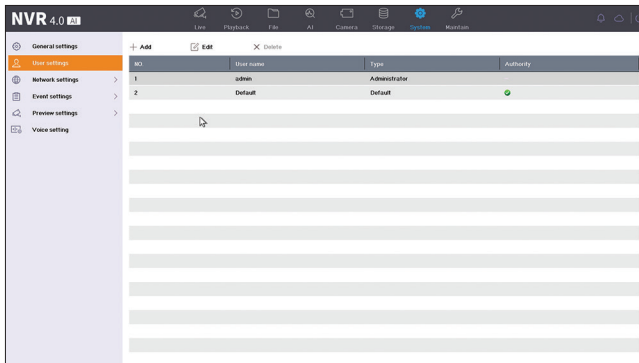 NVR 4.0 AI
Live Playback File AI Camera Storage System Maintain
General settings
User settings
Network settings
Event settings
Preview settings
Voice setting
Add Edit Delete
NO. User name Type Authority
1 admin Administrator
2 Default Default